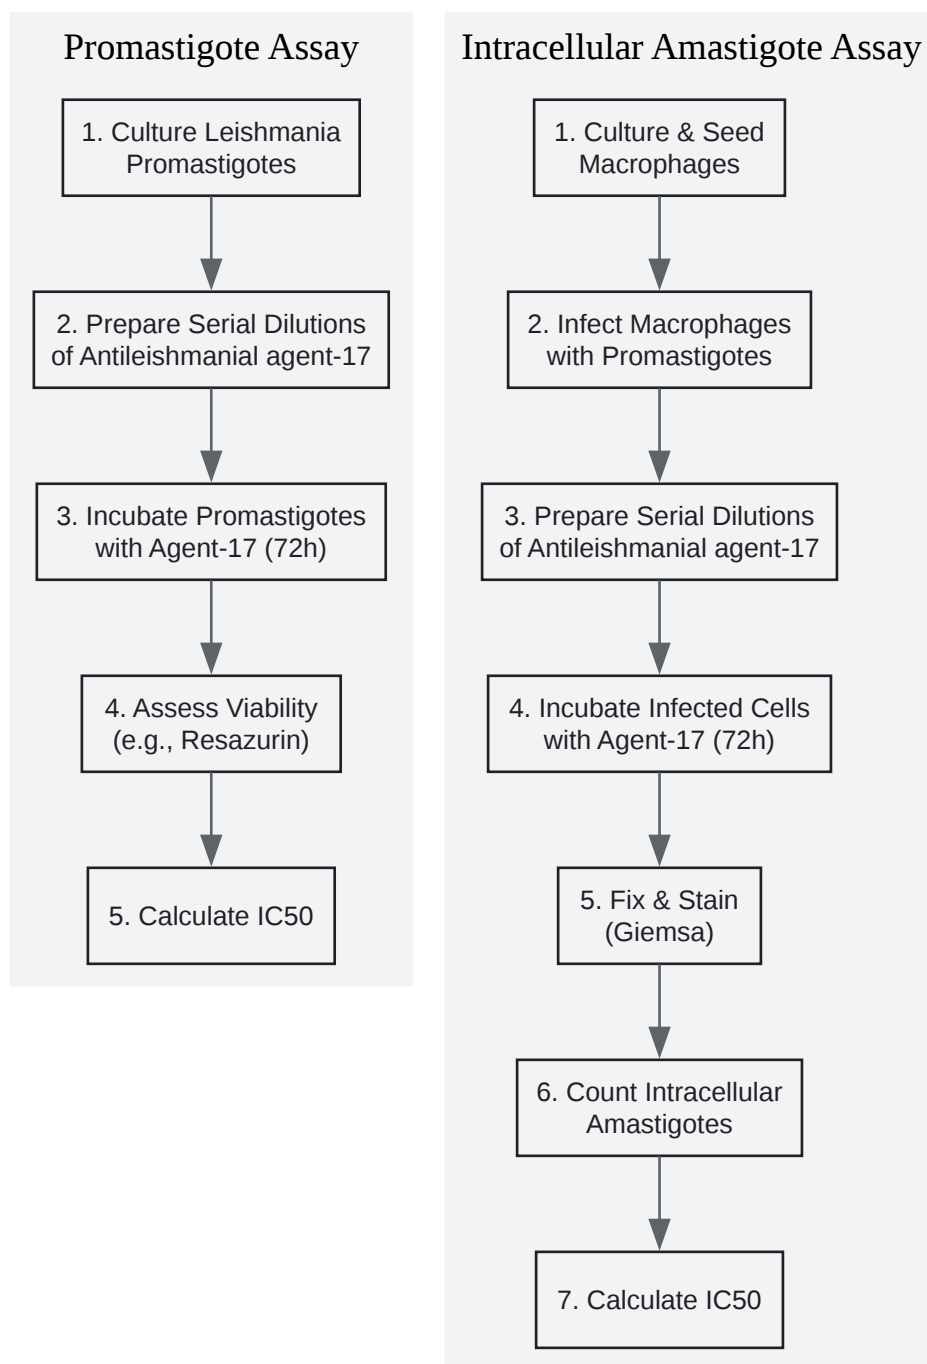 Promastigote Assay
1. Culture Leishmania
Promastigotes
2. Prepare Serial Dilutions
of Antileishmanial agent-17
3. Incubate Promastigotes
with Agent-17 (72h)
4. Assess Viability
(e.g., Resazurin)
5. Calculate IC50
Intracellular Amastigote Assay
1. Culture & Seed
Macrophages
2. Infect Macrophages
with Promastigotes
3. Prepare Serial Dilutions
of Antileishmanial agent-17
4. Incubate Infected Cells
with Agent-17 (72h)
5. Fix & Stain
(Giemsa)
6. Count Intracellular
Amastigotes
7. Calculate IC50